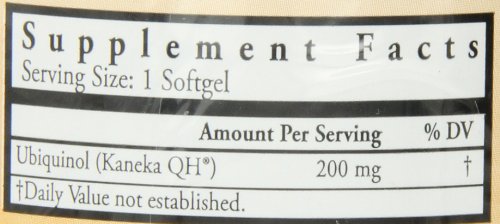 Supplement Facts
Serving Size: 1 Softgel
Amount Per Serving % DV
Ubiquinol (Kaneka QH®) 200 mg †
†Daily Value not established.